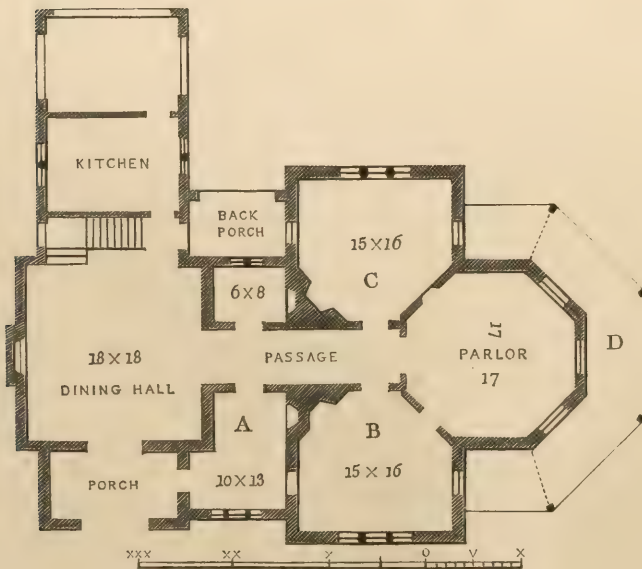 KITCHEN
BACK
PORCH
15 × 16
C
6 × 8
18 × 18
DINING HALL
PASSAGE
17
PARLOR
17
D
A
B
PORCH
10 × 13
15 × 16
XXX XX X O V X